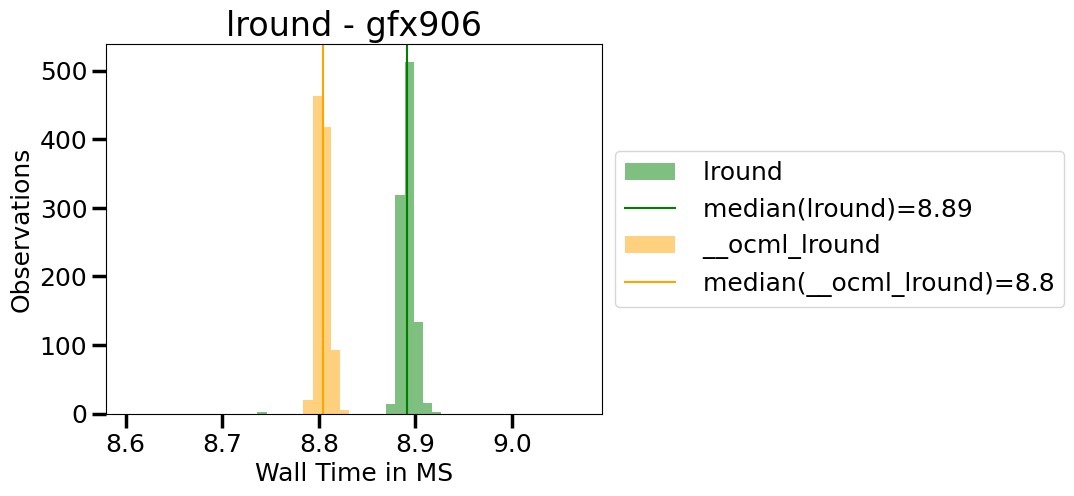 lround - gfx906
500
400
300
200
100
0
Observations
8.6 8.7 8.8 8.9 9.0
Wall Time in MS
lround
median(lround)=8.89
__ocml_lround
median(__ocml_lround)=8.8